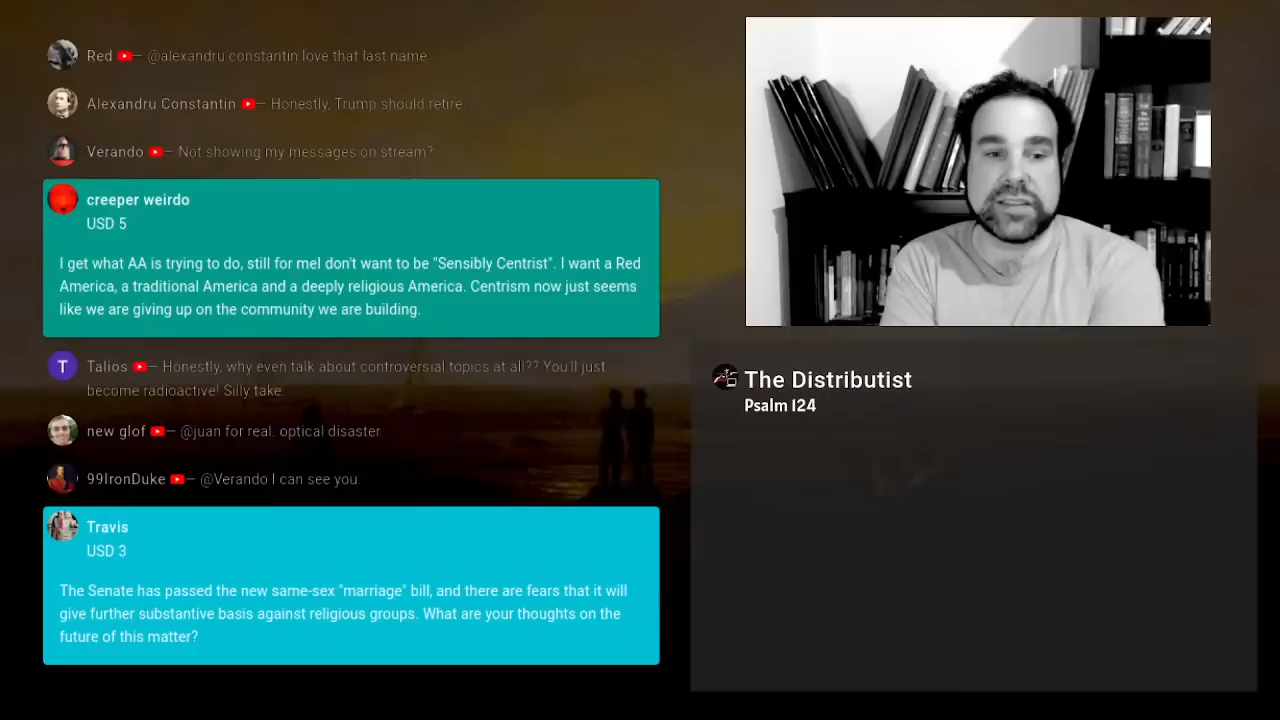 Red — @alexandru constantin love that last name
Alexandru Constantin — Honestly, Trump should retire.
Verando — Not showing my messages on stream?
creeper weirdo
USD 5
I get what AA is trying to do, still for meI don't want to be "Sensibly Centrist". I want a Red
America, a traditional America and a deeply religious America. Centrism now just seems
like we are giving up on the community we are building.
T
Talios — Honestly, why even talk about controversial topics at all?? You'll just
become radioactive! Silly take.
new glof — @juan for real. optical disaster
99IronDuke — @Verando I can see you.
Travis
USD 3
The Senate has passed the new same-sex "marriage" bill, and there are fears that it will
give further substantive basis against religious groups. What are your thoughts on the
future of this matter?
The Distributist
Psalm 124